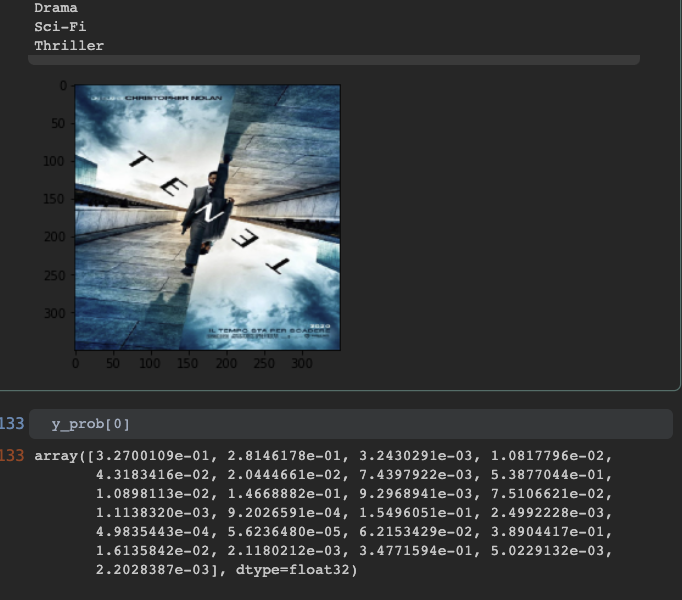 Drama
Sci-Fi
Thriller
0
50
100
150
200
250
300
CHRISTOPHER NOLAN
TENET
IL TEMPO STA PER SCADERE
0 50 100 150 200 250 300
133 y_prob[0]
133 array([3.2700109e-01, 2.8146178e-01, 3.2430291e-03, 1.0817796e-02,
4.3183416e-02, 2.0444661e-02, 7.4397922e-03, 5.3877044e-01,
1.0898113e-02, 1.4668882e-01, 9.2968941e-03, 7.5106621e-02,
1.1138320e-03, 9.2026591e-04, 1.5496051e-01, 2.4992228e-03,
4.9835443e-04, 5.6236480e-05, 6.2153429e-02, 3.8904417e-01,
1.6135842e-02, 2.1180212e-03, 3.4771594e-01, 5.0229132e-03,
2.2028387e-03], dtype=float32)